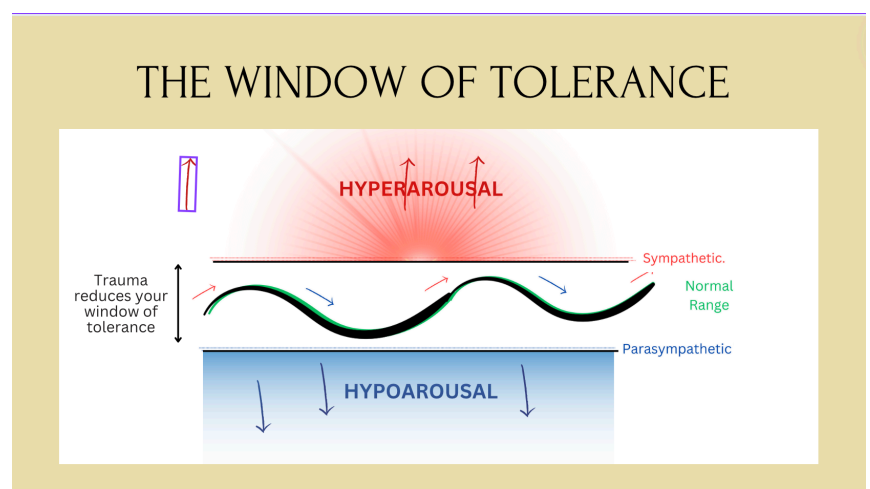 THE WINDOW OF TOLERANCE
HYPERAROUSAL
Sympathetic.
Trauma
reduces your
window of
tolerance
Normal
Range
Parasympathetic
HYPOAROUSAL